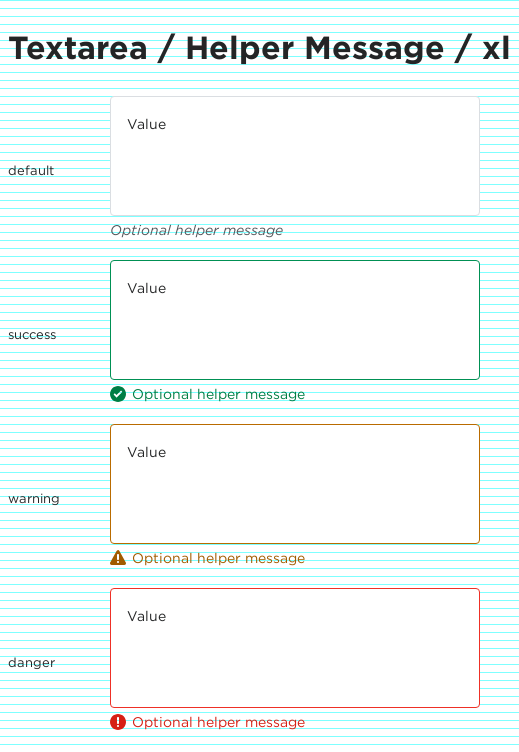 Textarea / Helper Message / xl
Value
default
Optional helper message
Value
success
Optional helper message
Value
warning
Optional helper message
Value
danger
Optional helper message